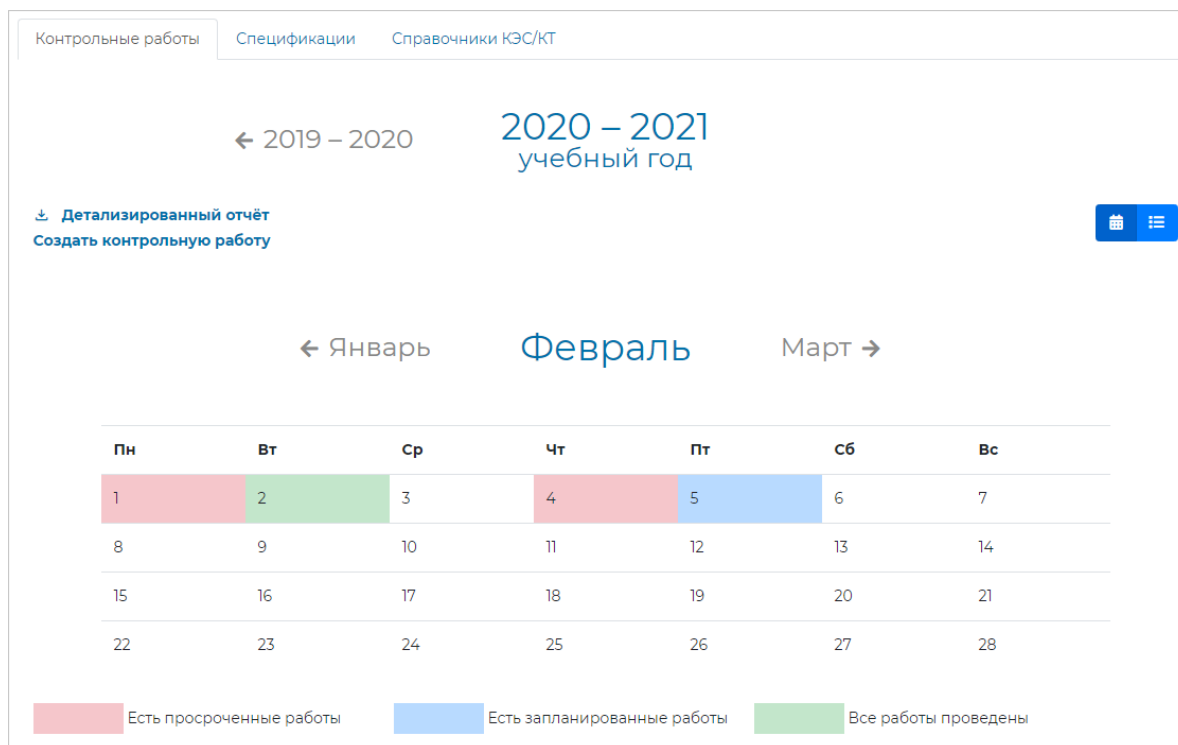 Контрольные работы Спецификации Справочники КЭС/КТ
← 2019 – 2020 2020 – 2021
учебный год
Детализированный отчёт
Создать контрольную работу
← Январь Февраль Март →
Пн Вт Ср Чт Пт Сб Вс
1 2 3 4 5 6 7
8 9 10 11 12 13 14
15 16 17 18 19 20 21
22 23 24 25 26 27 28
Есть просроченные работы Есть запланированные работы Все работы проведены